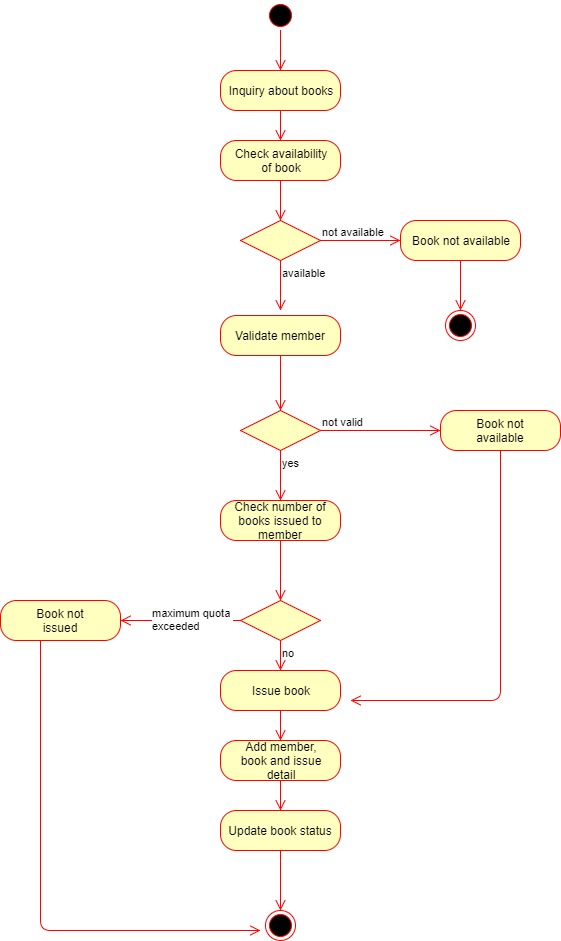 Inquiry about books
Check availability
of book
not available
Book not available
available
Validate member
not valid
Book not
available
yes
Check number of
books issued to
member
maximum quota
exceeded
Book not
issued
no
Issue book
Add member,
book and issue
detail
Update book status